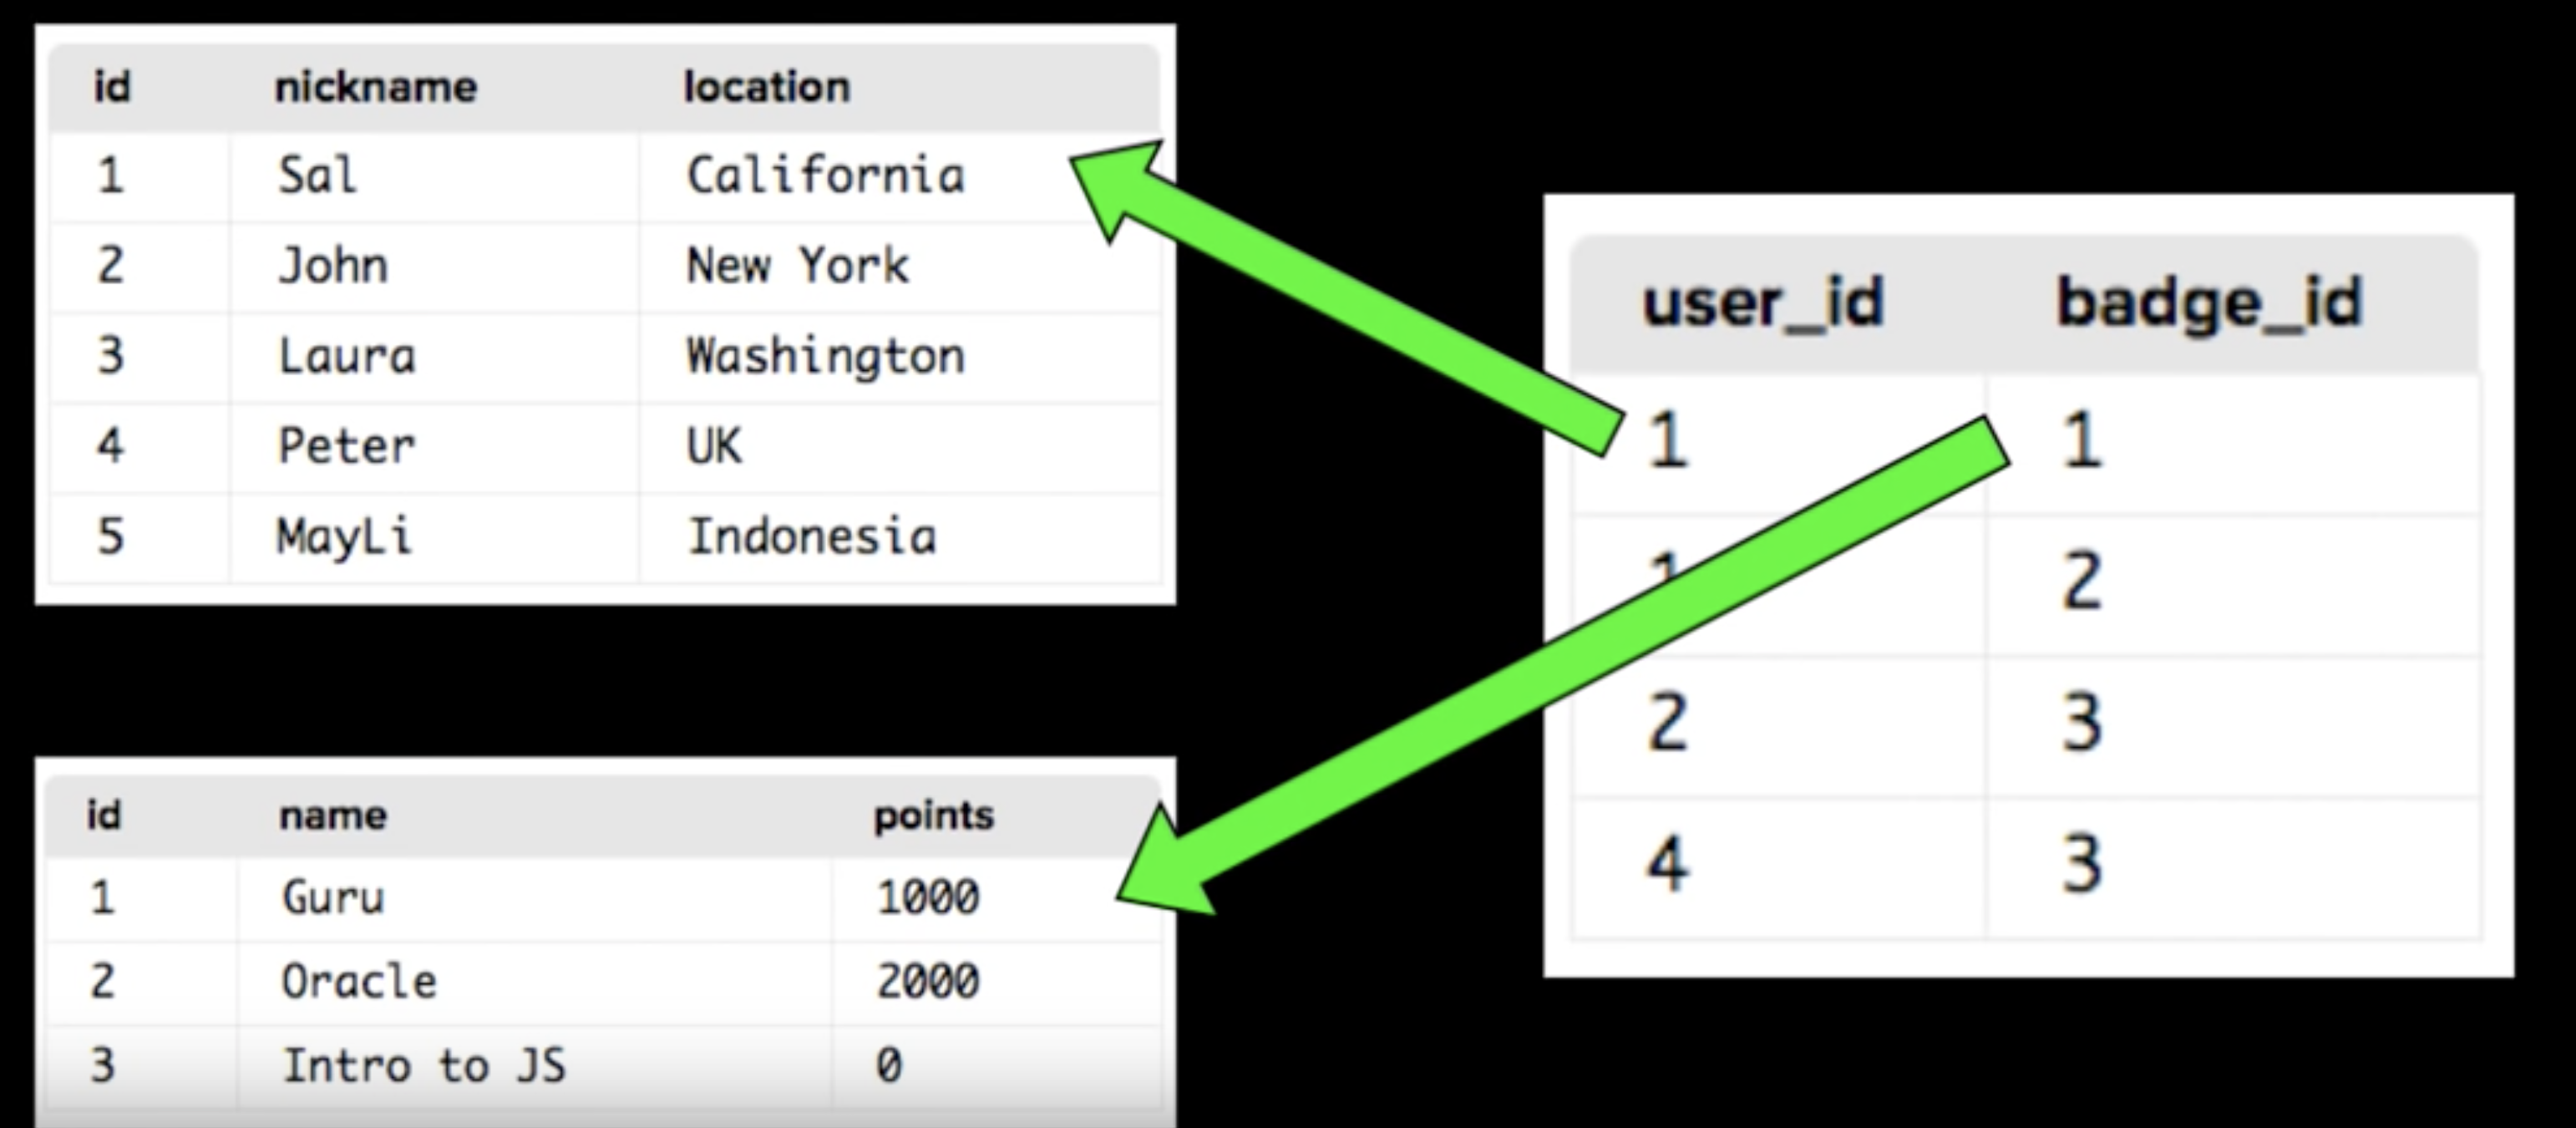 id nickname location
1 Sal California
2 John New York
3 Laura Washington
4 Peter UK
5 MayLi Indonesia
user_id badge_id
1 1
1 2
2 3
4 3
id name points
1 Guru 1000
2 Oracle 2000
3 Intro to JS 0